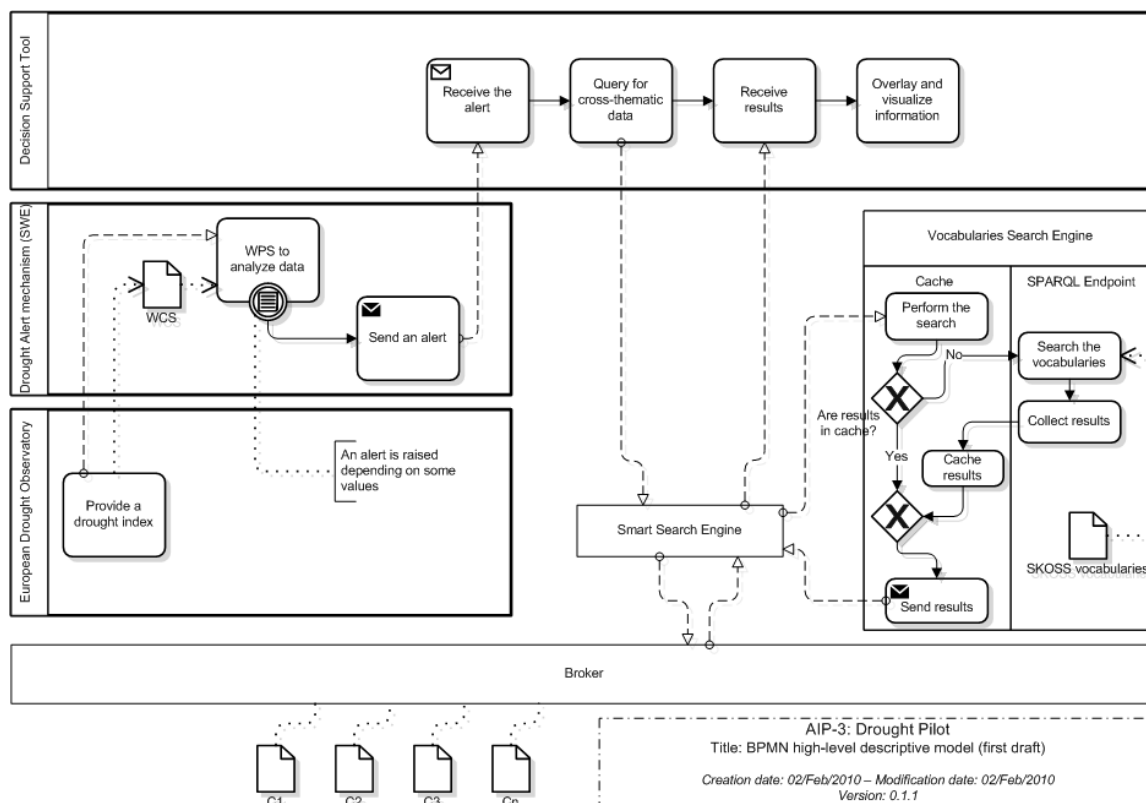 Decision Support Tool
Receive the
alert
Query for
cross-thematic
data
Receive
results
Overlay and
visualize
information
Drought Alert mechanism (SWE)
WPS to
analyze data
WCS
Send an alert
European Drought Observatory
Provide a
drought index
An alert is raised
depending on some
values
Smart Search Engine
Vocabularies Search Engine
Cache
SPARQL Endpoint
Perform the
search
No
Search the
vocabularies
Are results
in cache?
Collect results
Yes
Cache
results
SKOSS vocabularies
Send results
Broker
C1
C2
C3
Cn
AIP-3: Drought Pilot
Title: BPMN high-level descriptive model (first draft)
Creation date: 02/Feb/2010 – Modification date: 02/Feb/2010
Version: 0.1.1